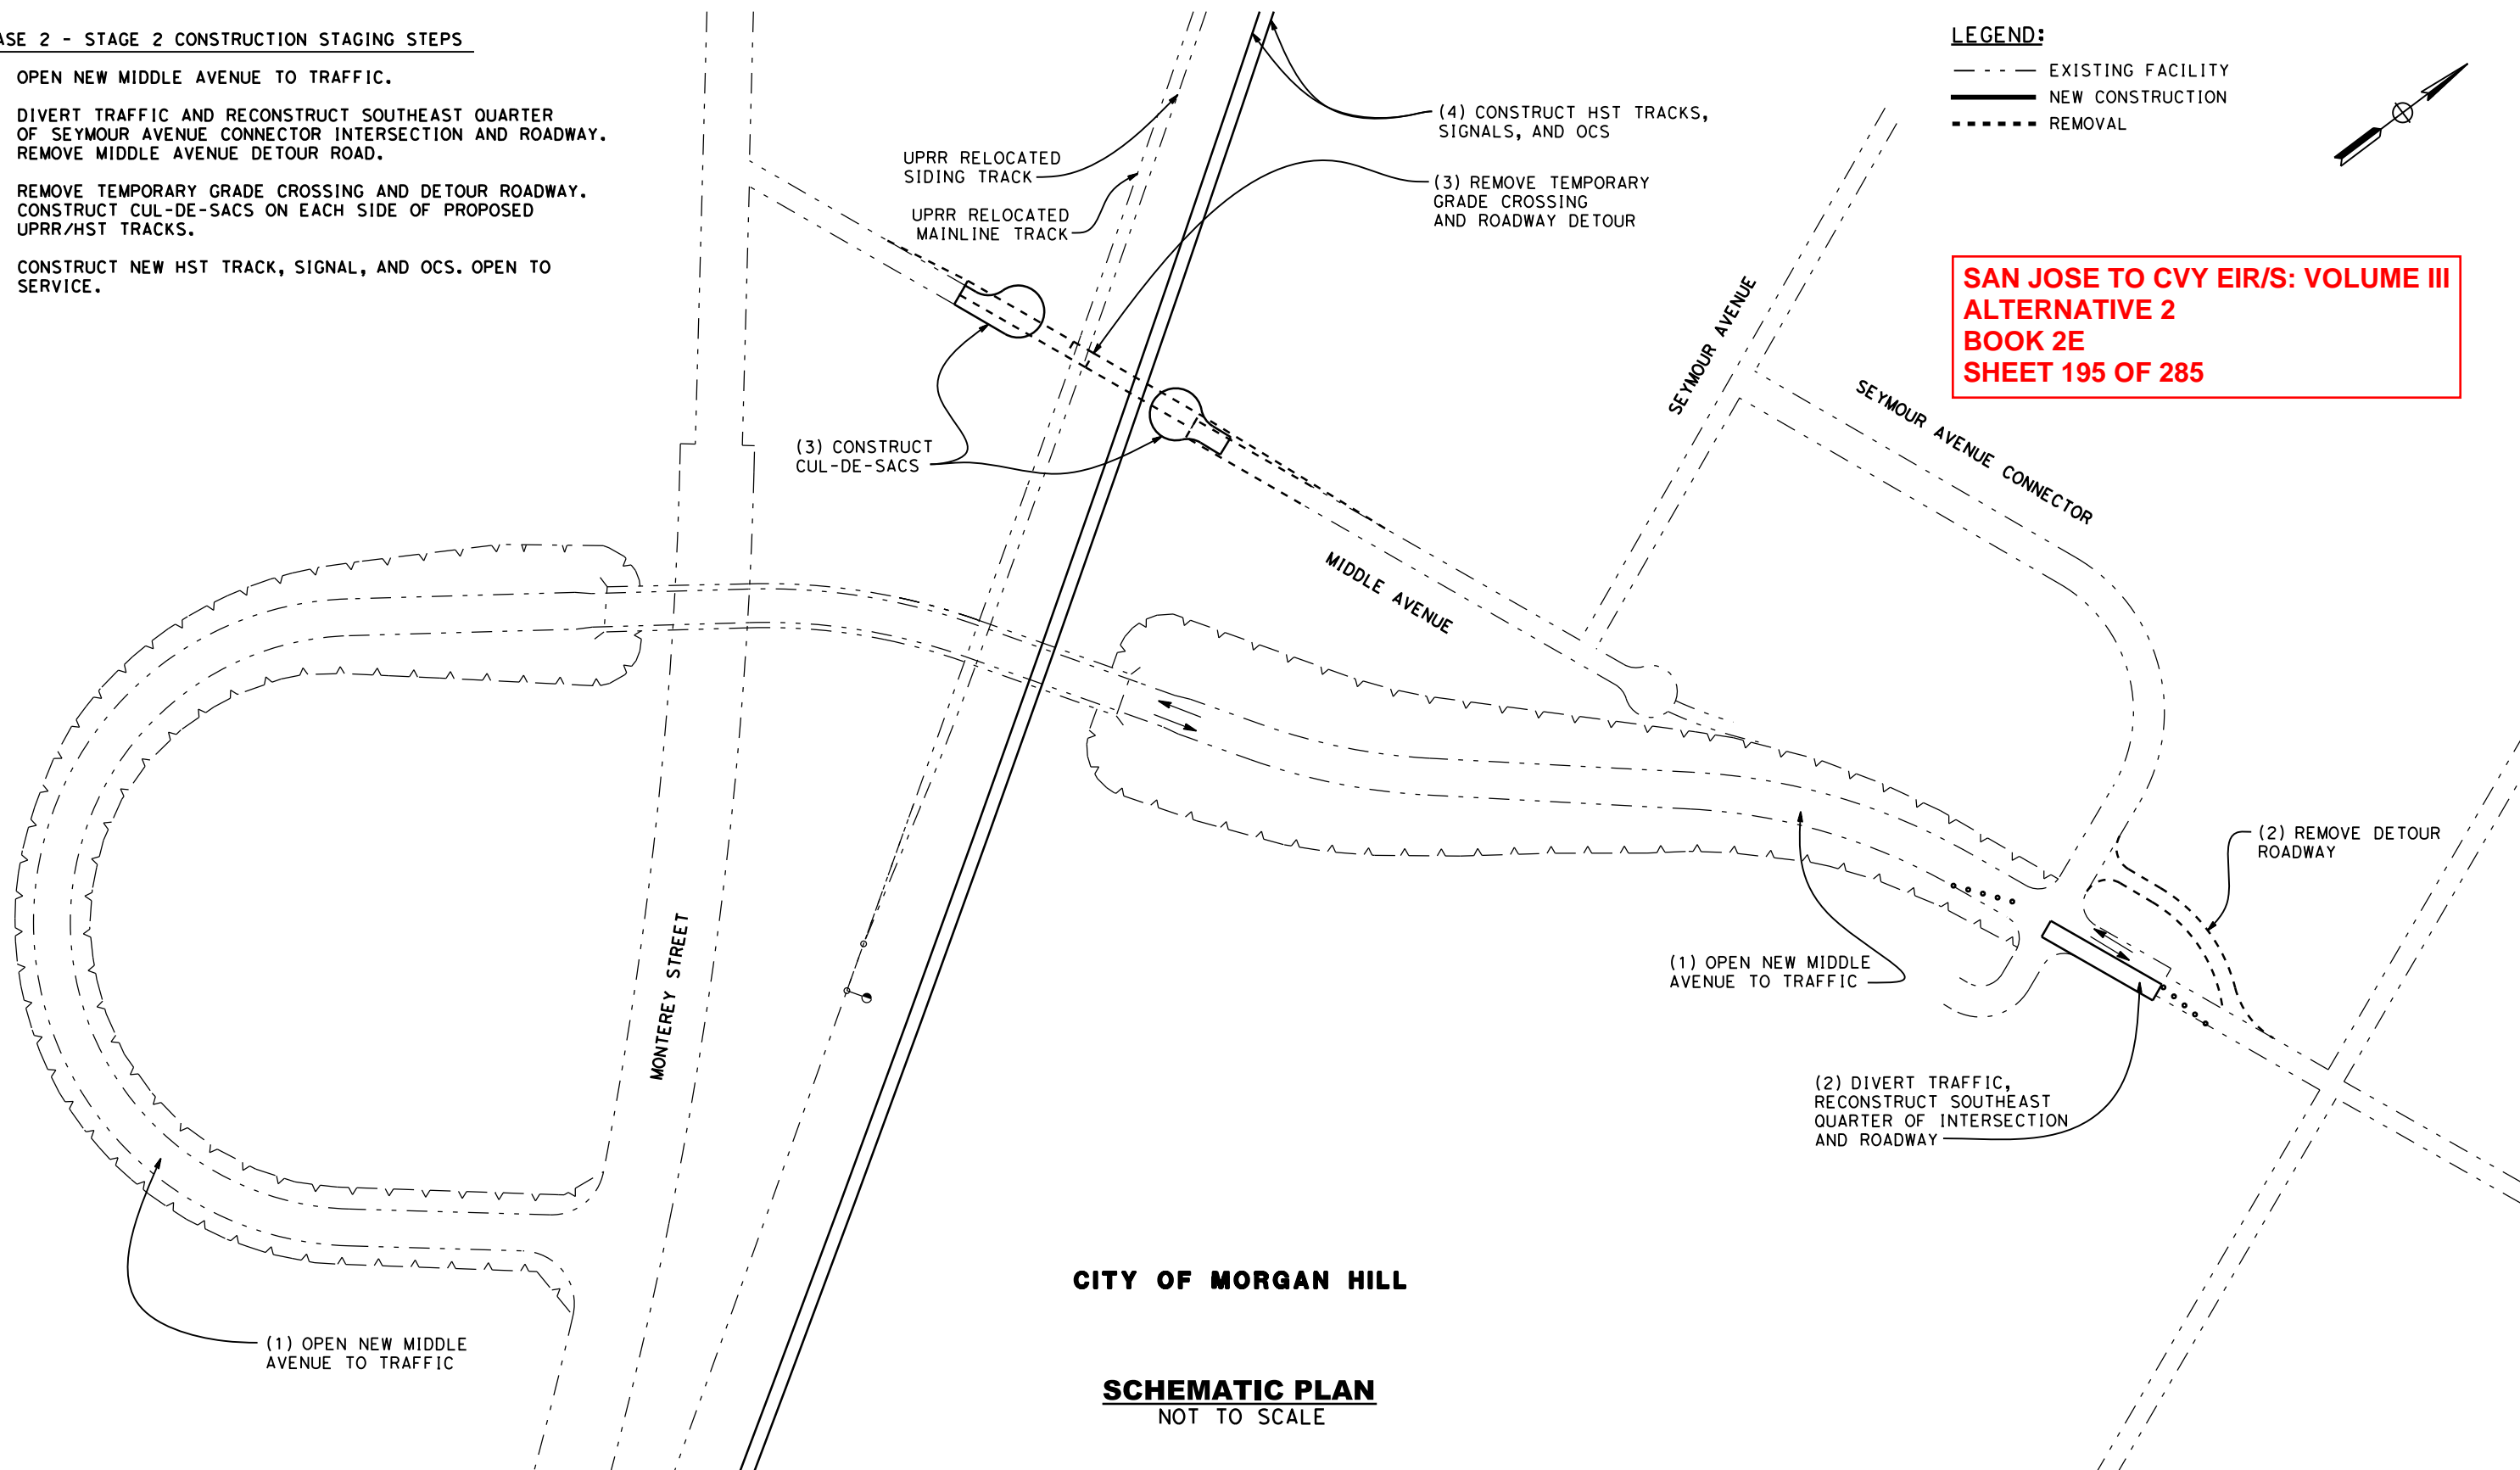 PHASE 2 - STAGE 2 CONSTRUCTION STAGING STEPS
OPEN NEW MIDDLE AVENUE TO TRAFFIC.
DIVERT TRAFFIC AND RECONSTRUCT SOUTHEAST QUARTER
OF SEYMOUR AVENUE CONNECTOR INTERSECTION AND ROADWAY.
REMOVE MIDDLE AVENUE DETOUR ROAD.
REMOVE TEMPORARY GRADE CROSSING AND DETOUR ROADWAY.
CONSTRUCT CUL-DE-SACS ON EACH SIDE OF PROPOSED
UPRR/HST TRACKS.
CONSTRUCT NEW HST TRACK, SIGNAL, AND OCS. OPEN TO
SERVICE.
LEGEND:
EXISTING FACILITY
NEW CONSTRUCTION
REMOVAL
SAN JOSE TO CVY EIR/S: VOLUME III
ALTERNATIVE 2
BOOK 2E
SHEET 195 OF 285
(4) CONSTRUCT HST TRACKS,
SIGNALS, AND OCS
UPRR RELOCATED
SIDING TRACK
(3) REMOVE TEMPORARY
GRADE CROSSING
AND ROADWAY DETOUR
UPRR RELOCATED
MAINLINE TRACK
SEYMOUR AVENUE
SEYMOUR AVENUE CONNECTOR
(3) CONSTRUCT
CUL-DE-SACS
MIDDLE AVENUE
(2) REMOVE DETOUR
ROADWAY
MONTEREY STREET
(1) OPEN NEW MIDDLE
AVENUE TO TRAFFIC
(2) DIVERT TRAFFIC,
RECONSTRUCT SOUTHEAST
QUARTER OF INTERSECTION
AND ROADWAY
CITY OF MORGAN HILL
(1) OPEN NEW MIDDLE
AVENUE TO TRAFFIC
SCHEMATIC PLAN
NOT TO SCALE